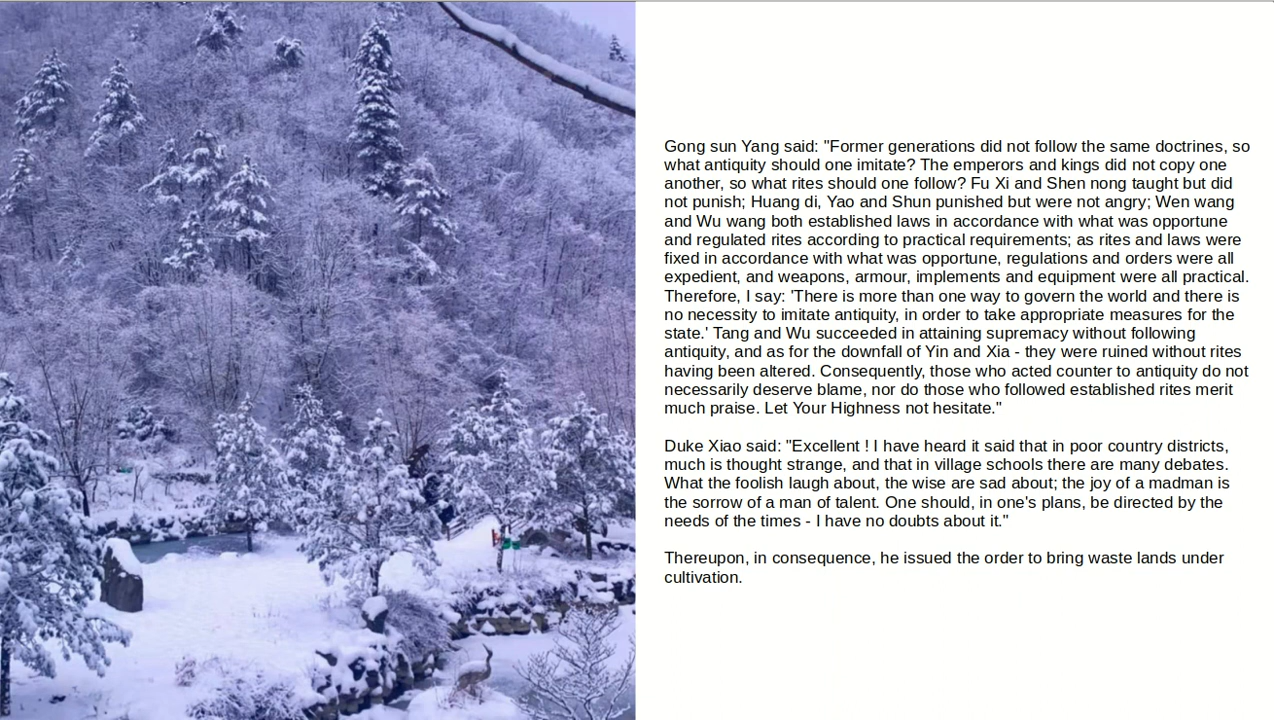 Gong sun Yang said: "Former generations did not follow the same doctrines, so
what antiquity should one imitate? The emperors and kings did not copy one
another, so what rites should one follow? Fu Xi and Shen nong taught but did
not punish; Huang di, Yao and Shun punished but were not angry; Wen wang
and Wu wang both established laws in accordance with what was opportune
and regulated rites according to practical requirements; as rites and laws were
fixed in accordance with what was opportune, regulations and orders were all
expedient, and weapons, armour, implements and equipment were all practical.
Therefore, I say: 'There is more than one way to govern the world and there is
no necessity to imitate antiquity, in order to take appropriate measures for the
state.' Tang and Wu succeeded in attaining supremacy without following
antiquity, and as for the downfall of Yin and Xia - they were ruined without rites
having been altered. Consequently, those who acted counter to antiquity do not
necessarily deserve blame, nor do those who followed established rites merit
much praise. Let Your Highness not hesitate."
Duke Xiao said: "Excellent ! I have heard it said that in poor country districts,
much is thought strange, and that in village schools there are many debates.
What the foolish laugh about, the wise are sad about; the joy of a madman is
the sorrow of a man of talent. One should, in one's plans, be directed by the
needs of the times - I have no doubts about it."
Thereupon, in consequence, he issued the order to bring waste lands under
cultivation.